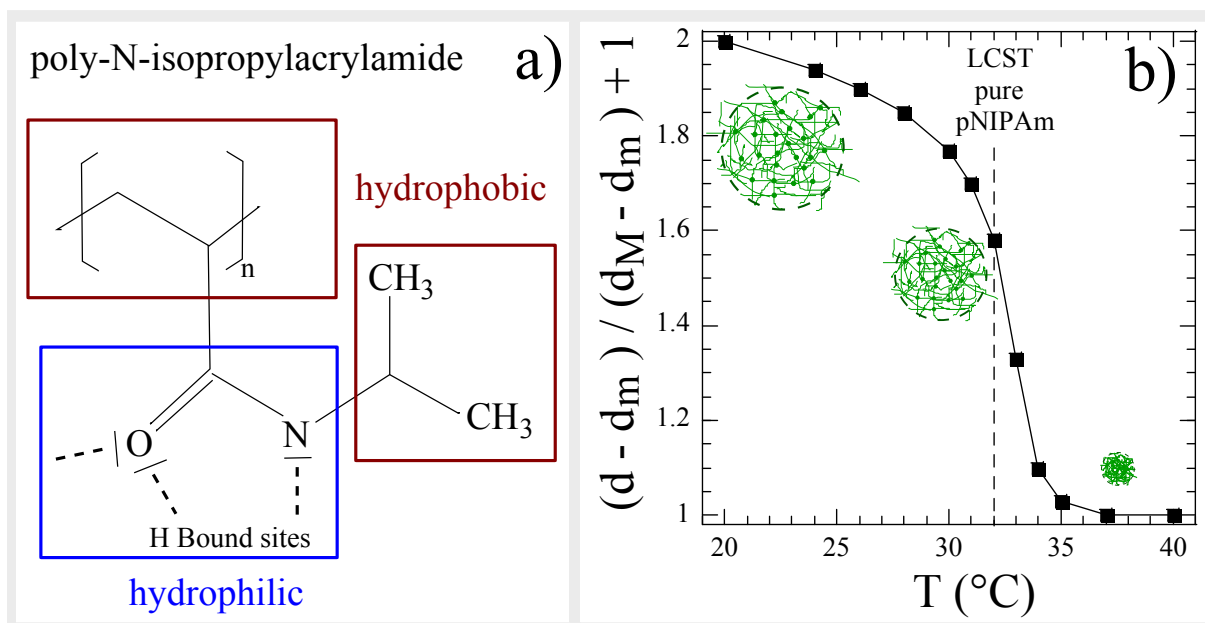 poly-N-isopropylacrylamide
a)
hydrophobic
n
CH3
CH3
O
N
H Bound sites
hydrophilic
b)
LCST
pure
pNIPAm
(d - dm) / (dM - dm) + 1
2
1.8
1.6
1.4
1.2
1
20
25
30
35
40
T (°C)